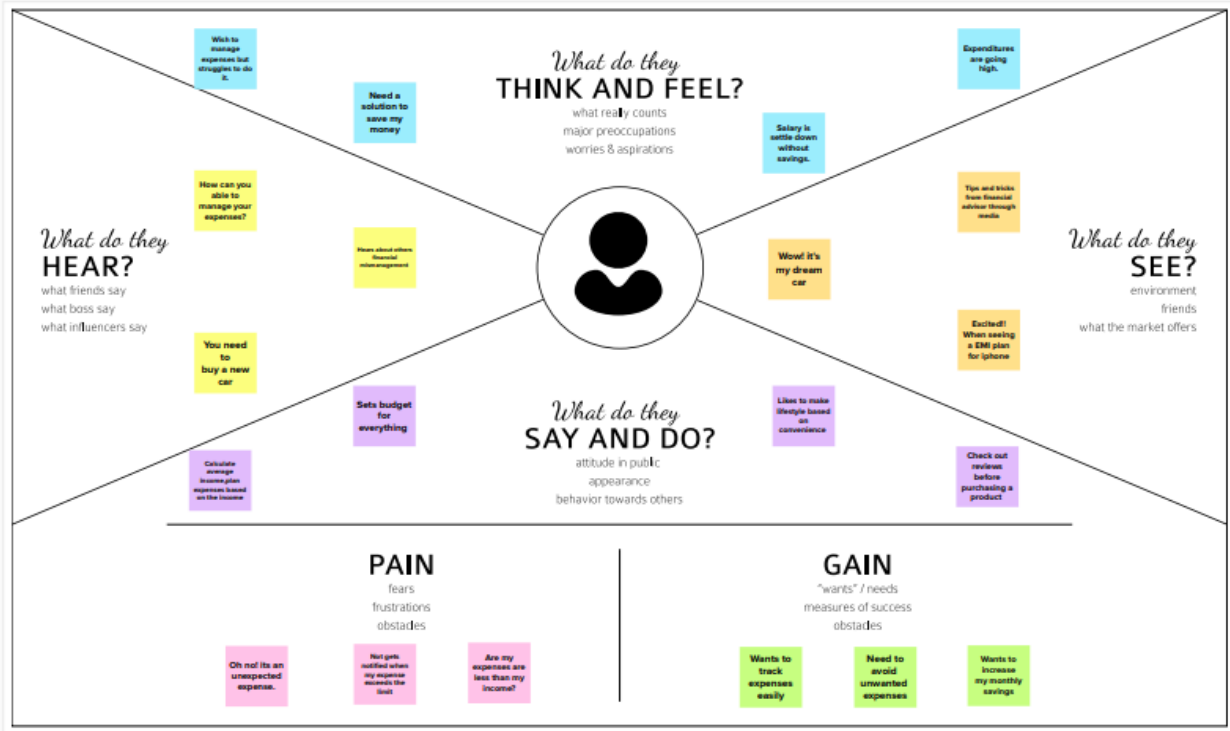 What do they
THINK AND FEEL?
what really counts
major preoccupations
worries & aspirations
Wish to
manage
expenses but
struggles to do
it.
Need a
solution to
save my
money
Salary is
settle down
without
savings.
Expenditures
are going
high.
What do they
HEAR?
what friends say
what boss say
what influencers say
How can you
able to
manage your
expenses?
Hears about others
financial
mismanagement
You need
to
buy a new
car
What do they
SEE?
environment
friends
what the market offers
Tips and tricks
from financial
advisor through
media
Wow! it's
my dream
car
Excited!!
When seeing
a EMI plan
for iphone
What do they
SAY AND DO?
attitude in public
appearance
behavior towards others
Sets budget
for
everything
Calculate
average
income,plan
expenses based
on the income
Likes to make
lifestyle based
on
convenience
Check out
reviews
before
purchasing a
product
PAIN
fears
frustrations
obstacles
Oh no! its an
unexpected
expense.
Not gets
notified when
my expense
exceeds the
limit
Are my
expenses are
less than my
income?
GAIN
"wants" / needs
measures of success
obstacles
Wants to
track
expenses
easily
Need to
avoid
unwanted
expenses
Wants to
increase
my monthly
savings